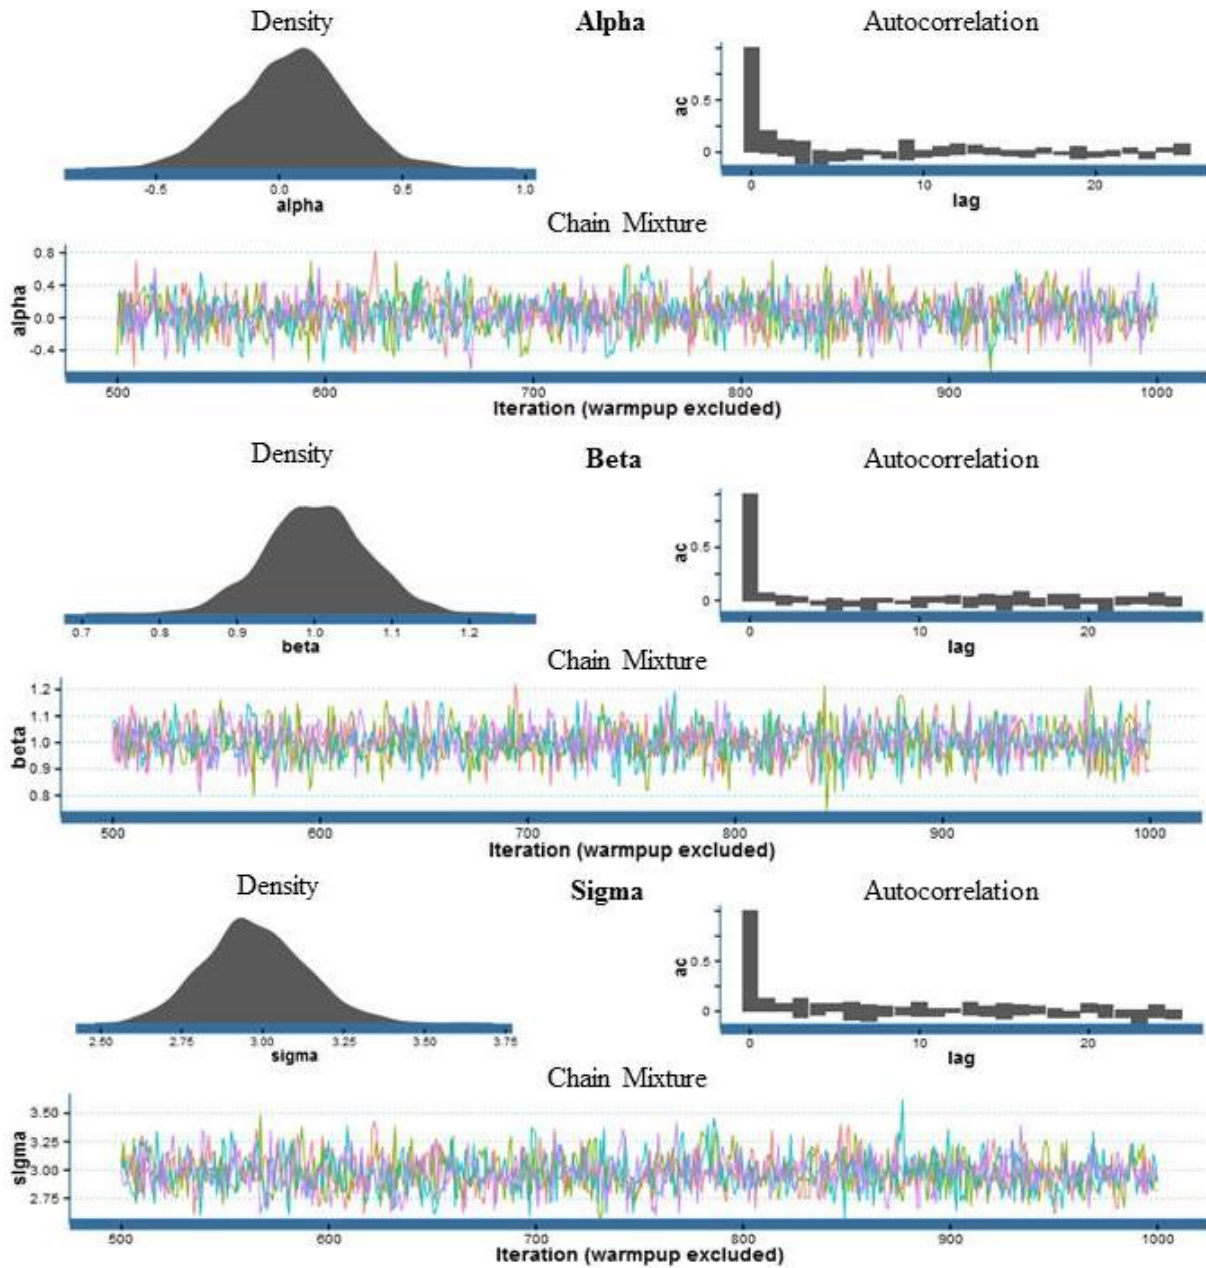 Density Alpha Autocorrelation
ac 0.5 0
-0.5 0.0 0.5 1.0
0 10 20
alpha lag
Chain Mixture
alpha 0.8 0.4 0.0 -0.4
500 600 700 800 900 1000
Iteration (warmpup excluded)
Density Beta Autocorrelation
ac 0.5 0
0.7 0.8 0.9 1.0 1.1 1.2
0 10 20
beta lag
Chain Mixture
beta 1.2 1.1 1.0 0.9 0.8
500 600 700 800 900 1000
Iteration (warmpup excluded)
Density Sigma Autocorrelation
ac 0.5 0
2.50 2.75 3.00 3.25 3.50 3.75
0 10 20
sigma lag
Chain Mixture
sigma 3.50 3.25 3.00 2.75
500 600 700 800 900 1000
Iteration (warmpup excluded)